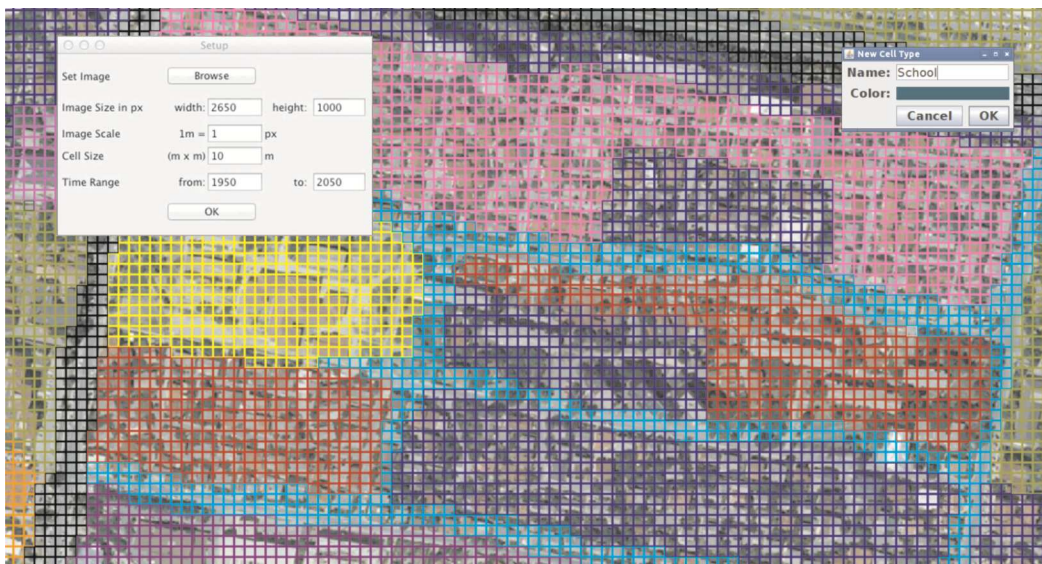 Setup
Set Image Browse
Image Size in px width: 2650 height: 1000
Image Scale 1m = 1 px
Cell Size (m x m) 10 m
Time Range from: 1950 to: 2050
OK
New Cell Type
Name: School
Color:
Cancel OK